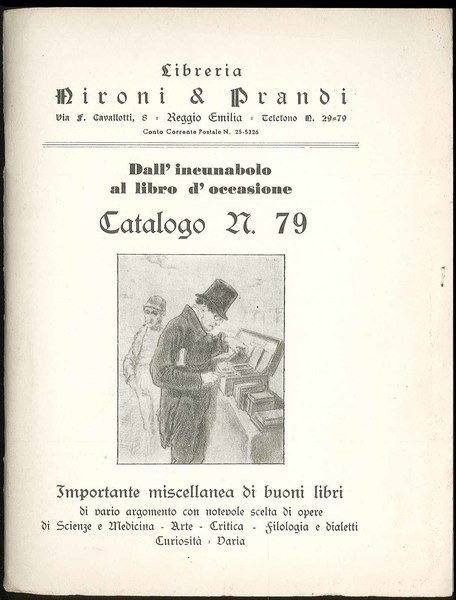 Libreria
Nironi & Prandi
Via F. Cavallotti, 8 - Reggio Emilia - Telefono N. 29-79
Conto Corrente Postale N. 25-5326
Dall' incunabolo
al libro d' occasione
Catalogo N. 79
Importante miscellanea di buoni libri
di vario argomento con notevole scelta di opere
di Scienze e Medicina - Arte - Critica - Filologia e dialetti
Curiosità - Varia